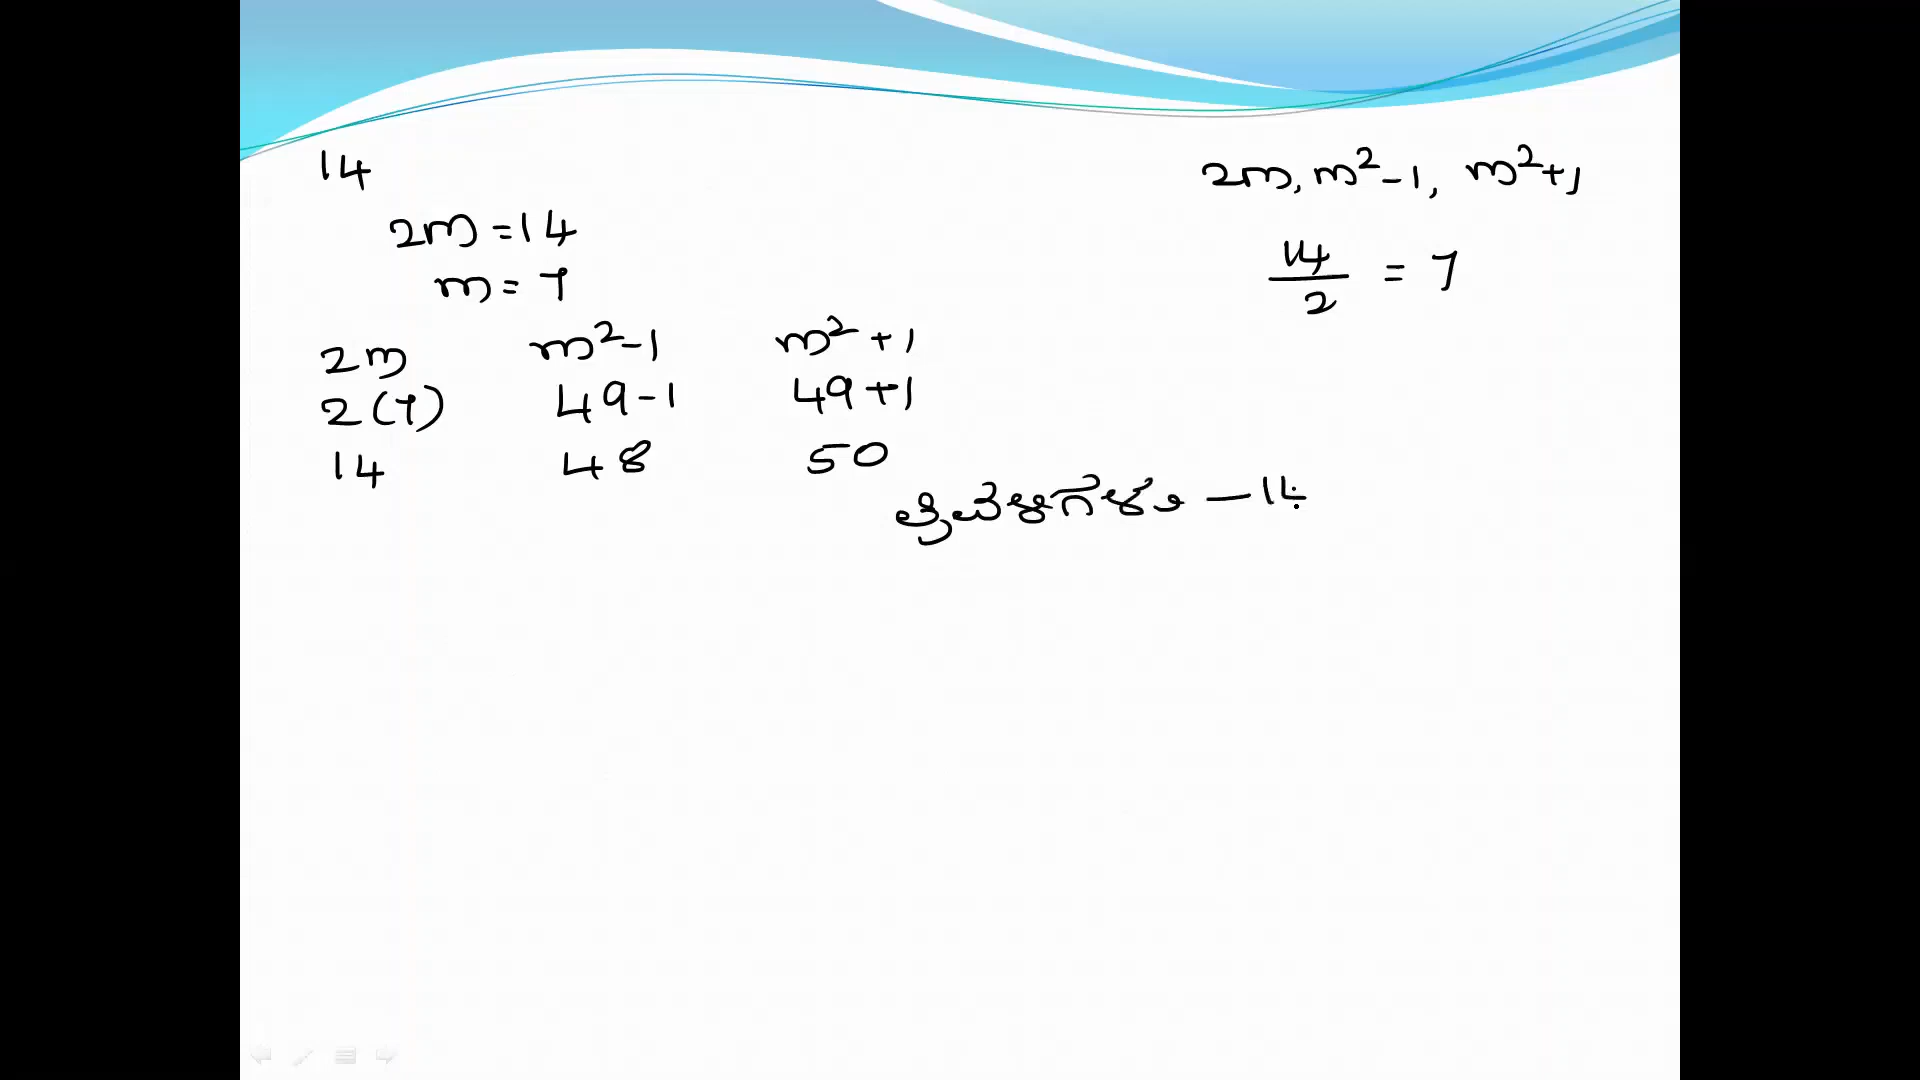 14
2m, m²-1, m²+1
2m = 14
14/2 = 7
m = 7
2m m²-1 m²+1
2(7) 49-1 49+1
14 48 50
ತ್ರಿವಳಿಗಳು — 14